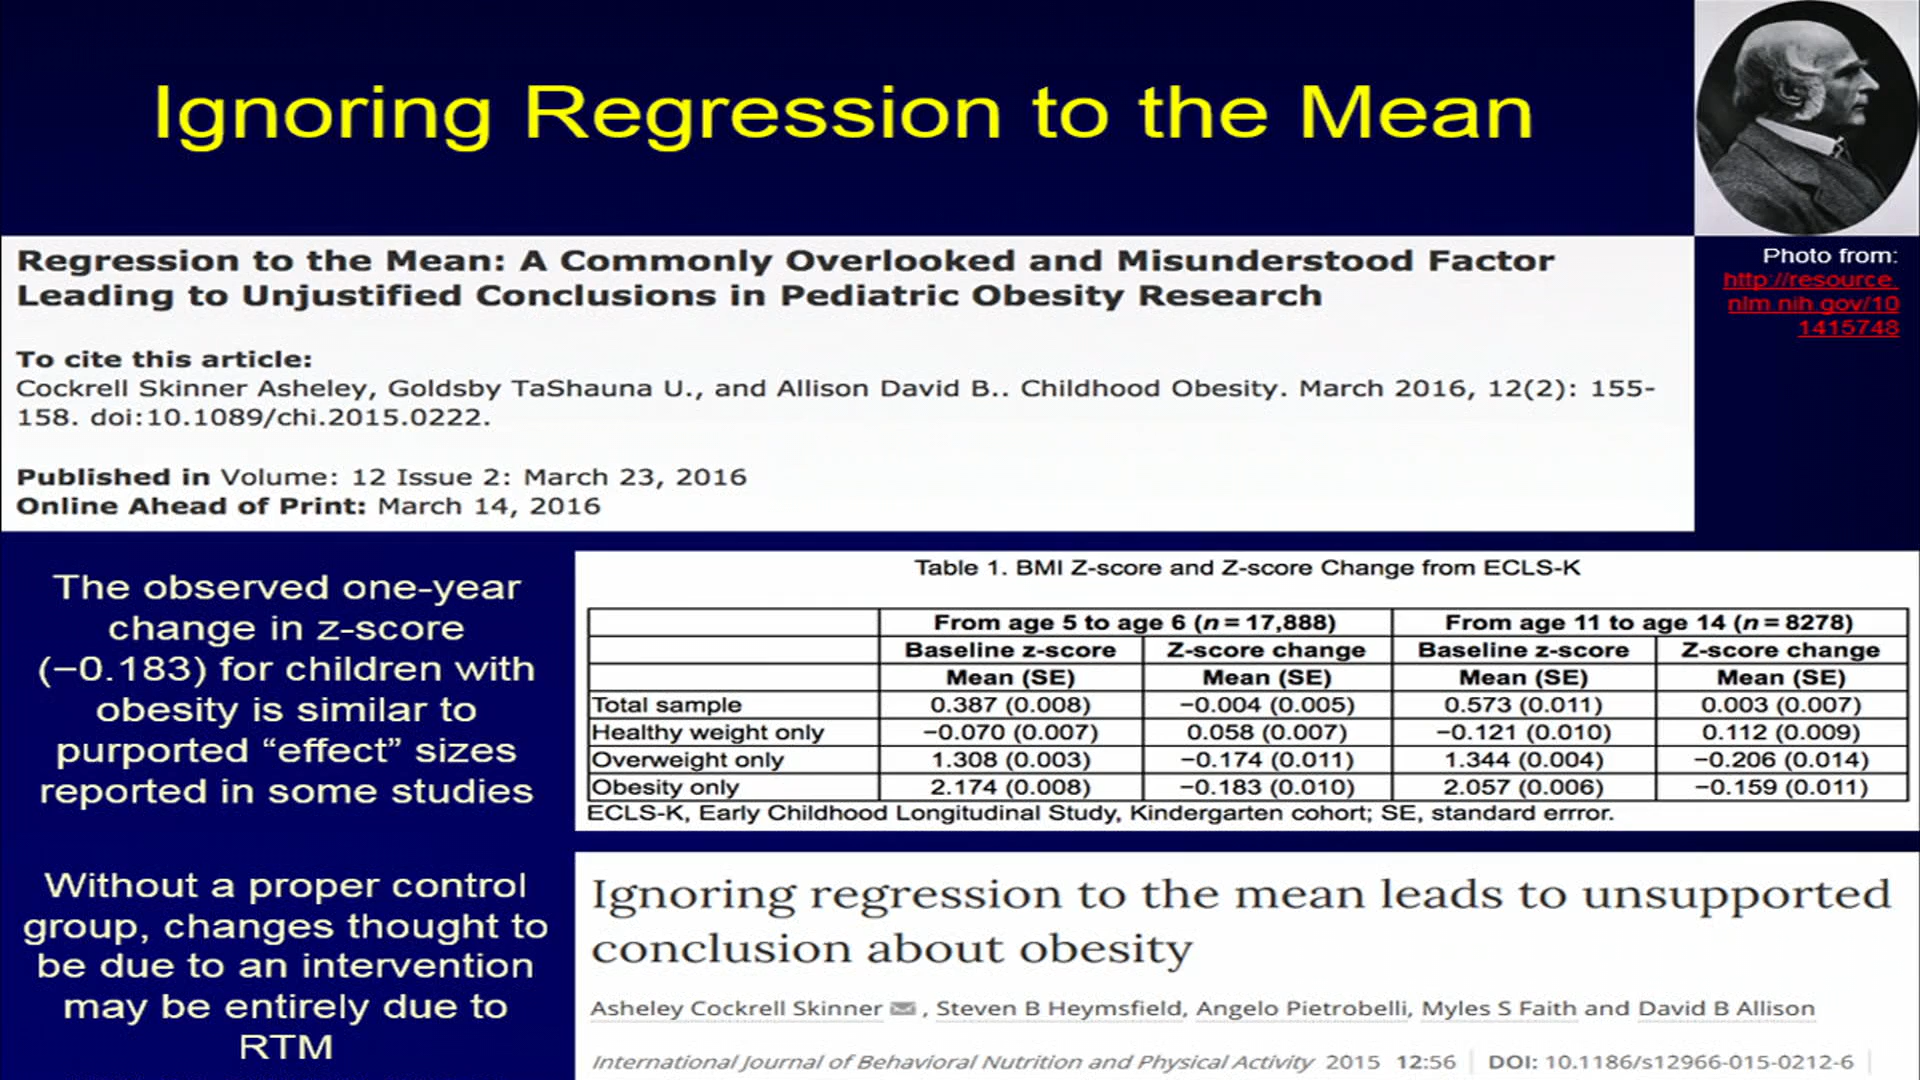 Ignoring Regression to the Mean
Photo from:
http://resource.
nlm.nih.gov/10
1415748
Regression to the Mean: A Commonly Overlooked and Misunderstood Factor
Leading to Unjustified Conclusions in Pediatric Obesity Research
To cite this article:
Cockrell Skinner Asheley, Goldsby TaShauna U., and Allison David B.. Childhood Obesity. March 2016, 12(2): 155-
158. doi:10.1089/chi.2015.0222.
Published in Volume: 12 Issue 2: March 23, 2016
Online Ahead of Print: March 14, 2016
The observed one-year
change in z-score
(−0.183) for children with
obesity is similar to
purported “effect” sizes
reported in some studies
Without a proper control
group, changes thought to
be due to an intervention
may be entirely due to
RTM
Table 1. BMI Z-score and Z-score Change from ECLS-K
From age 5 to age 6 (n = 17,888) From age 11 to age 14 (n = 8278)
Baseline z-score Z-score change Baseline z-score Z-score change
Mean (SE) Mean (SE) Mean (SE) Mean (SE)
Total sample 0.387 (0.008) −0.004 (0.005) 0.573 (0.011) 0.003 (0.007)
Healthy weight only −0.070 (0.007) 0.058 (0.007) −0.121 (0.010) 0.112 (0.009)
Overweight only 1.308 (0.003) −0.174 (0.011) 1.344 (0.004) −0.206 (0.014)
Obesity only 2.174 (0.008) −0.183 (0.010) 2.057 (0.006) −0.159 (0.011)
ECLS-K, Early Childhood Longitudinal Study, Kindergarten cohort; SE, standard errror.
Ignoring regression to the mean leads to unsupported
conclusion about obesity
Asheley Cockrell Skinner, Steven B Heymsfield, Angelo Pietrobelli, Myles S Faith and David B Allison
International Journal of Behavioral Nutrition and Physical Activity 2015 12:56 DOI: 10.1186/s12966-015-0212-6